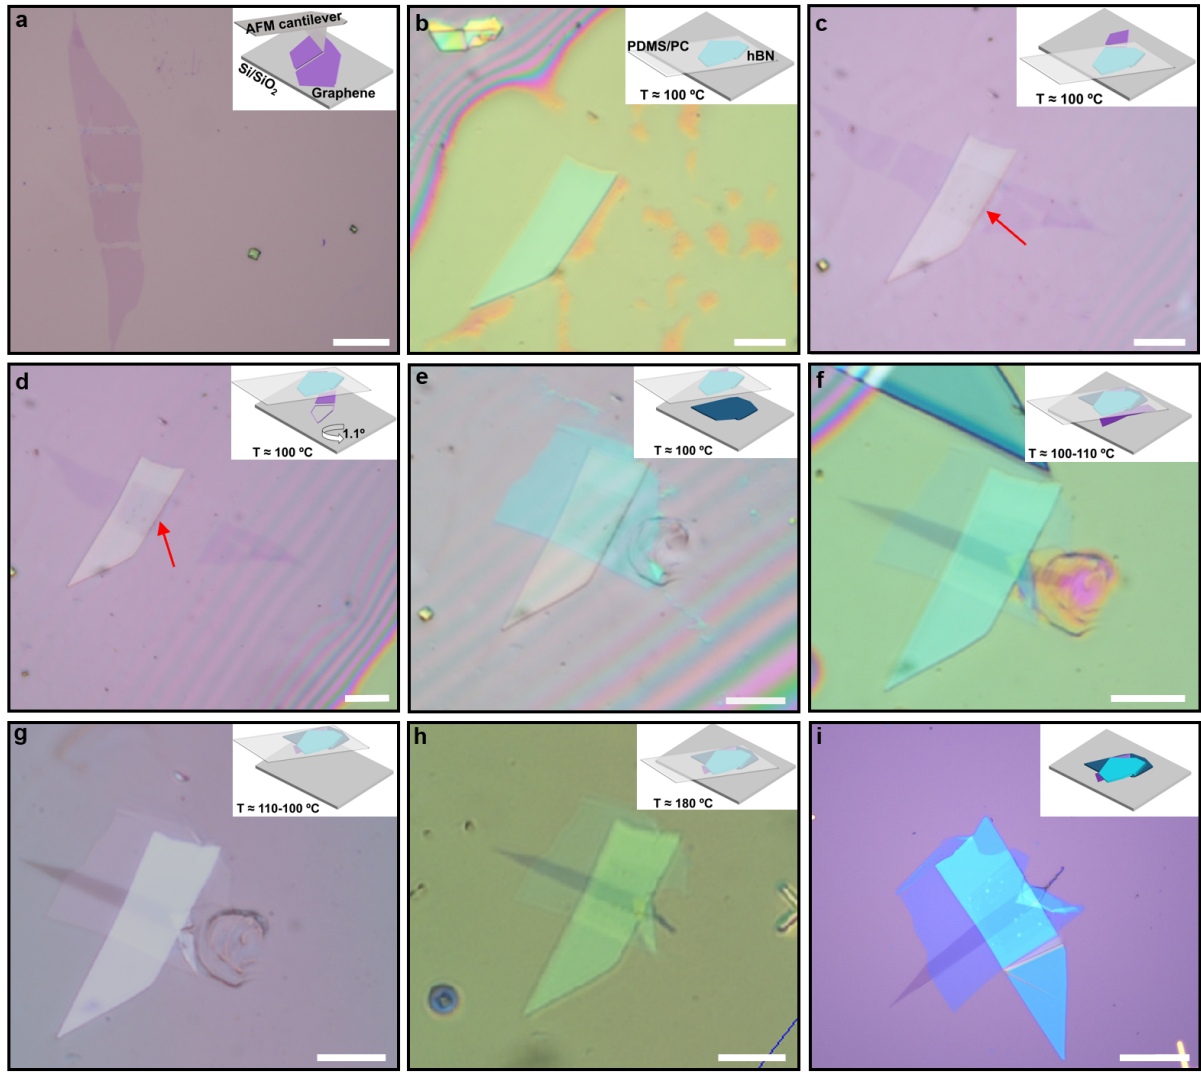 a
AFM cantilever
Si/SiO2
Graphene
b
PDMS/PC
hBN
T ≈ 100 ºC
c
T ≈ 100 ºC
d
1.1º
T ≈ 100 ºC
e
T ≈ 100 ºC
f
T ≈ 100-110 ºC
g
T ≈ 110-100 ºC
h
T ≈ 180 ºC
i